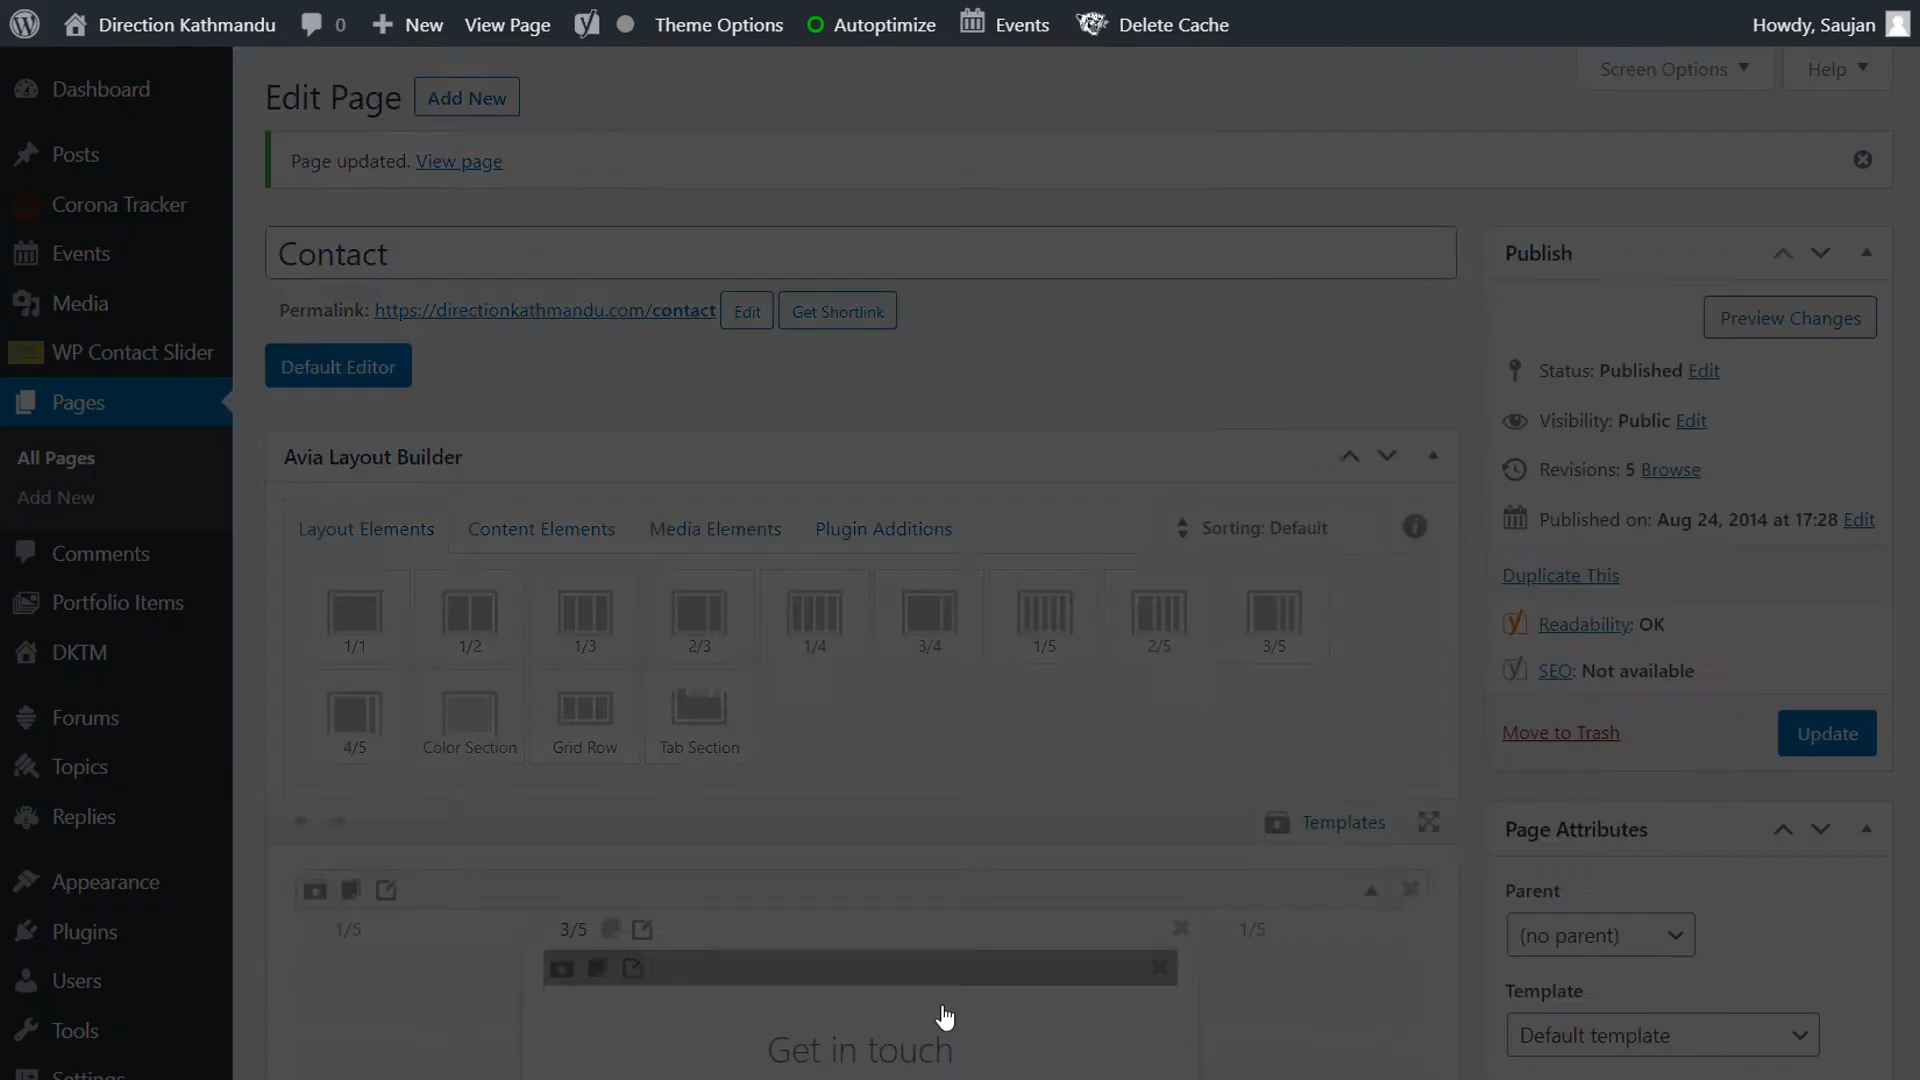 Direction Kathmandu 0 New View Page Theme Options Autoptimize Events Delete Cache Howdy, Saujan
Screen Options Help
Dashboard
Posts
Corona Tracker
Events
Media
WP Contact Slider
Pages
All Pages
Add New
Comments
Portfolio Items
DKTM
Forums
Topics
Replies
Appearance
Plugins
Users
Tools
Settings
Edit Page Add New
Page updated. View page
Contact
Permalink: https://directionkathmandu.com/contact Edit Get Shortlink
Default Editor
Avia Layout Builder
Layout Elements Content Elements Media Elements Plugin Additions Sorting: Default
1/1 1/2 1/3 2/3 1/4 3/4 1/5 2/5 3/5
4/5 Color Section Grid Row Tab Section
Templates
1/5 3/5 1/5
Get in touch
Publish
Preview Changes
Status: Published Edit
Visibility: Public Edit
Revisions: 5 Browse
Published on: Aug 24, 2014 at 17:28 Edit
Duplicate This
Readability: OK
SEO: Not available
Move to Trash Update
Page Attributes
Parent
(no parent)
Template
Default template